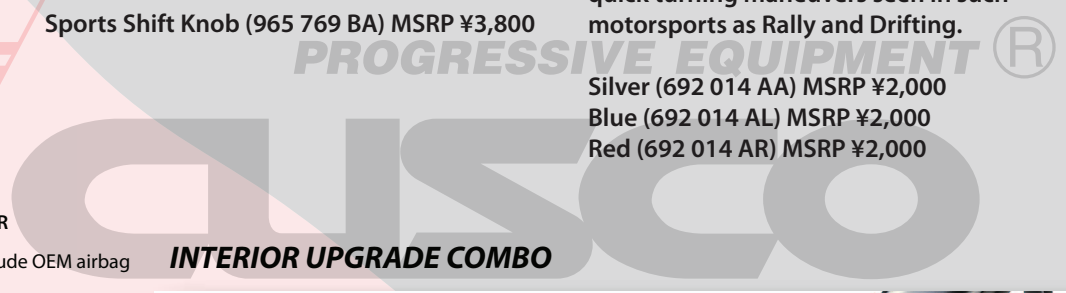 Sports Shift Knob (965 769 BA) MSRP ¥3,800
motorsports as Rally and Drifting.
PROGRESSIVE EQUIPMENT ®
Silver (692 014 AA) MSRP ¥2,000
Blue (692 014 AL) MSRP ¥2,000
Red (692 014 AR) MSRP ¥2,000
CUSCO
R
ude OEM airbag
INTERIOR UPGRADE COMBO